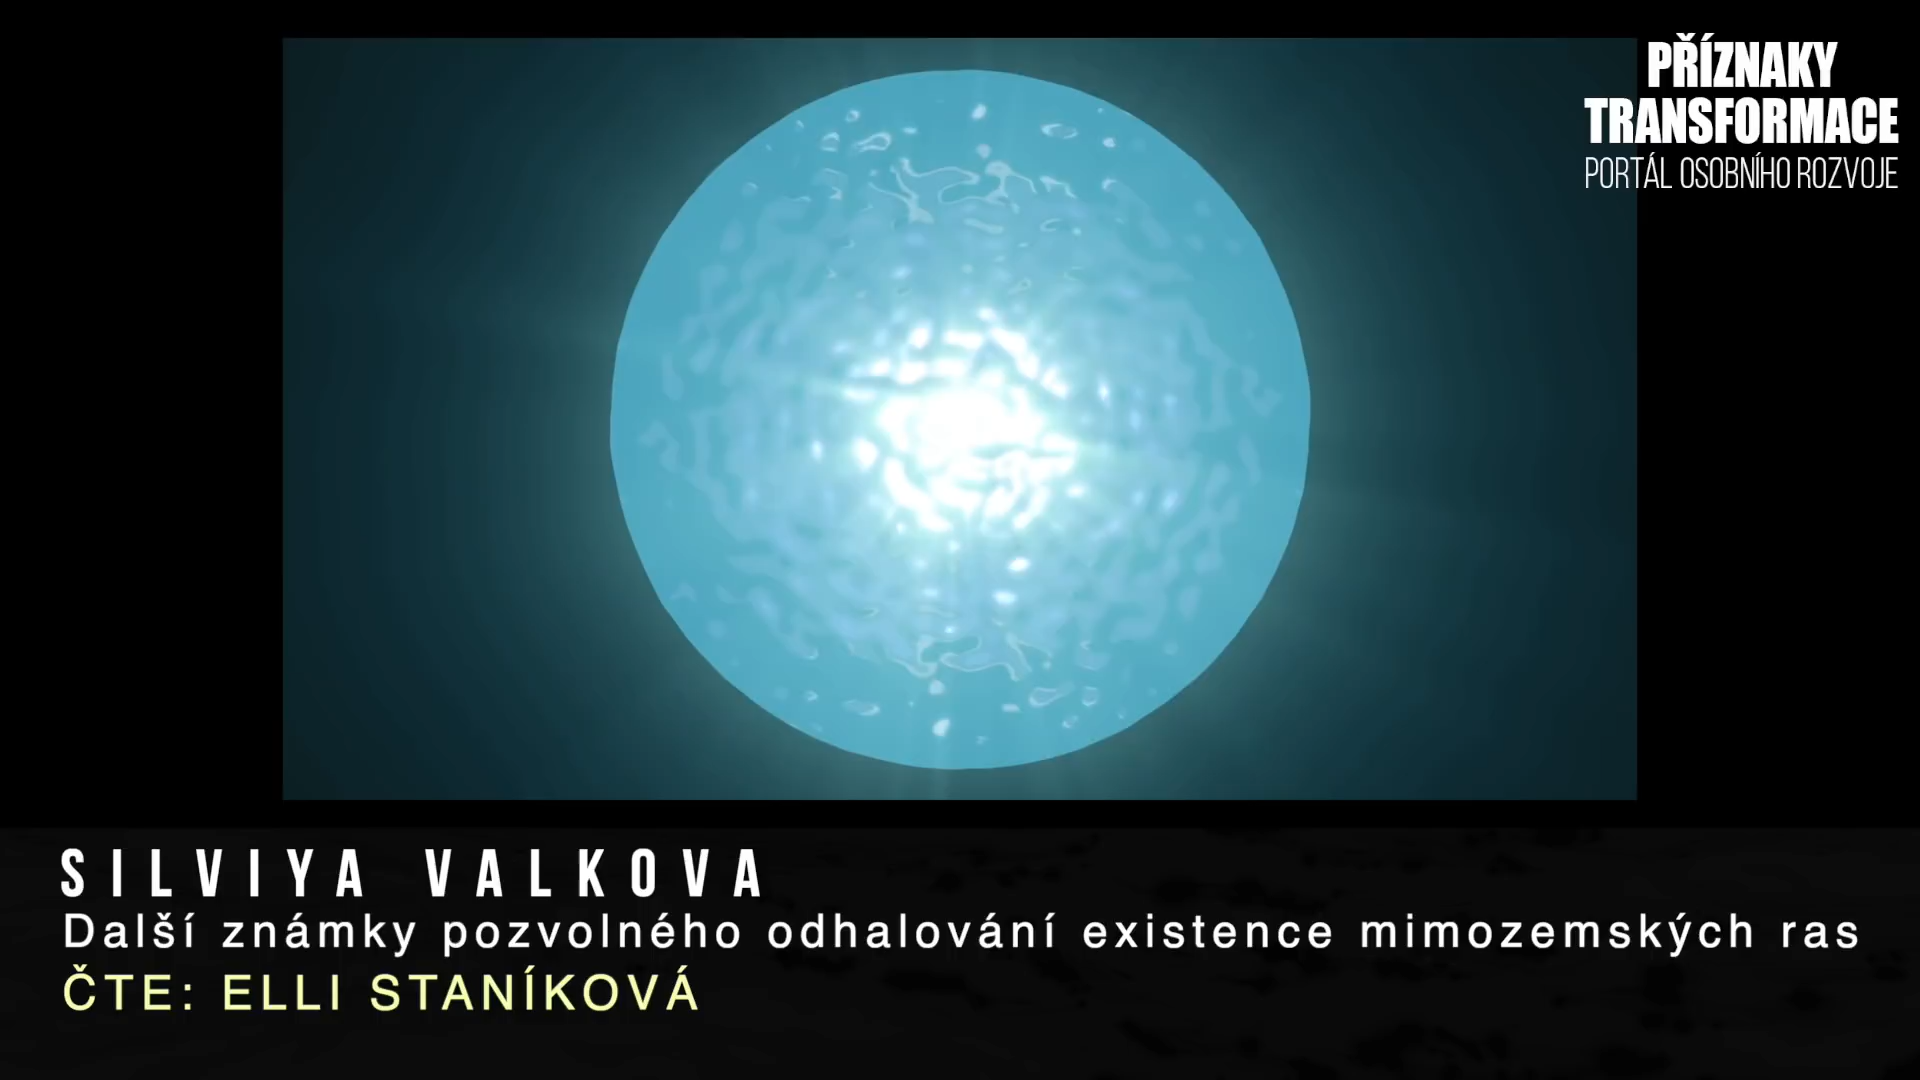 PŘÍZNAKY
TRANSFORMACE
PORTÁL OSOBNÍHO ROZVOJE
SILVIYA VALKOVA
Další známky pozvolného odhalování existence mimozemských ras
ČTE: ELLI STANÍKOVÁ